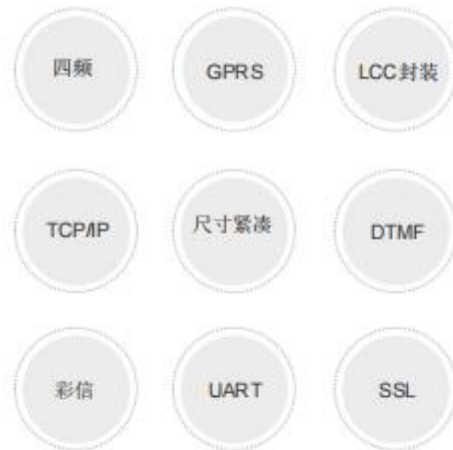 四频
GPRS
LCC封装
TCP/IP
尺寸紧凑
DTMF
彩信
UART
SSL